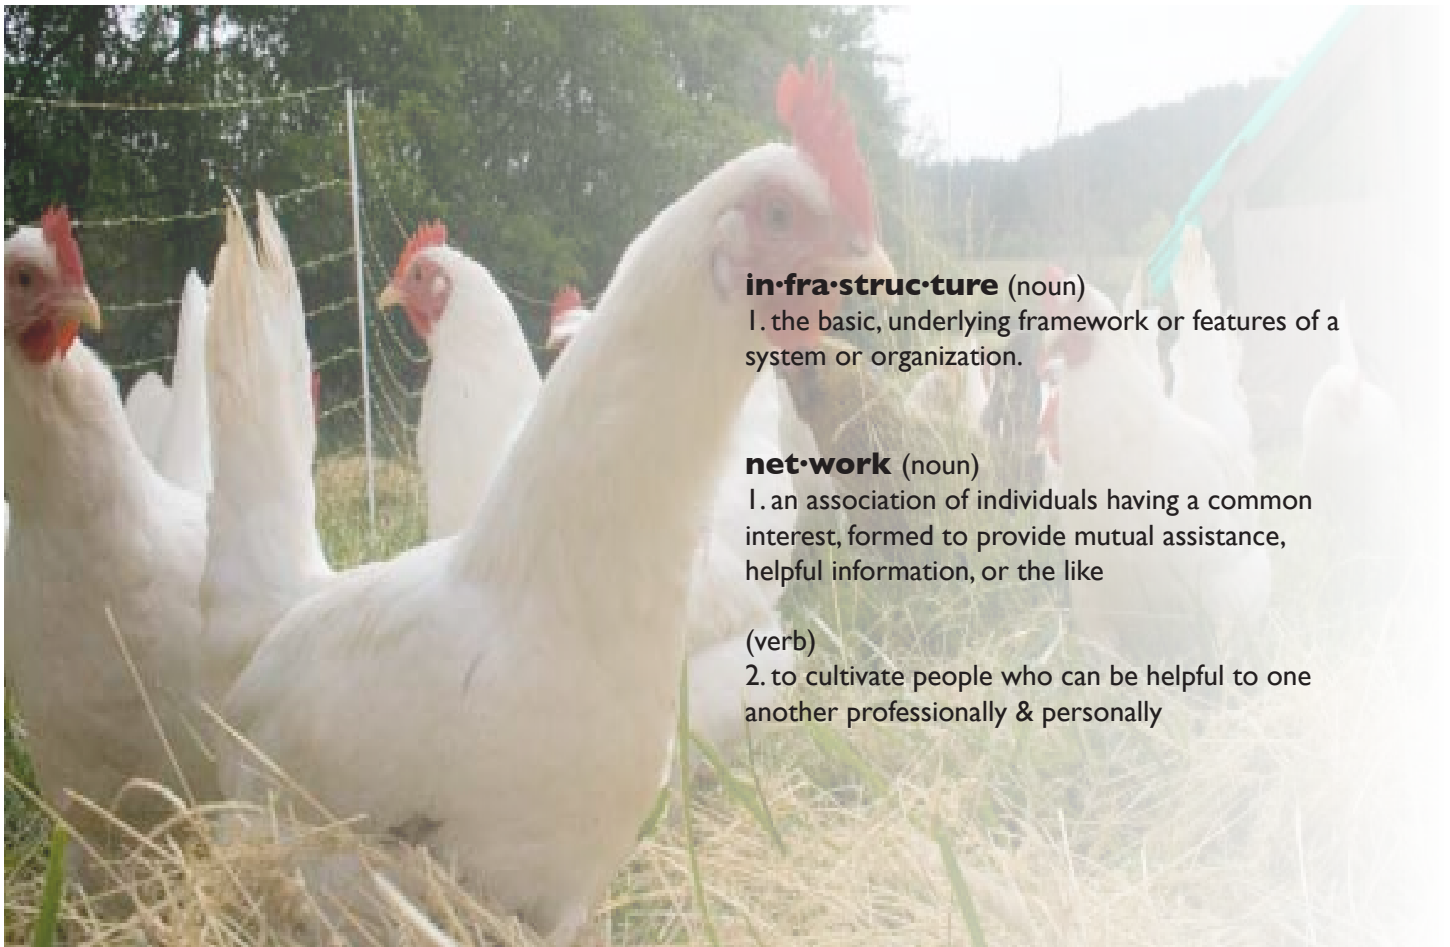 in•fra•struc•ture (noun)
1. the basic, underlying framework or features of a
system or organization.
net•work (noun)
1. an association of individuals having a common
interest, formed to provide mutual assistance,
helpful information, or the like
(verb)
2. to cultivate people who can be helpful to one
another professionally & personally